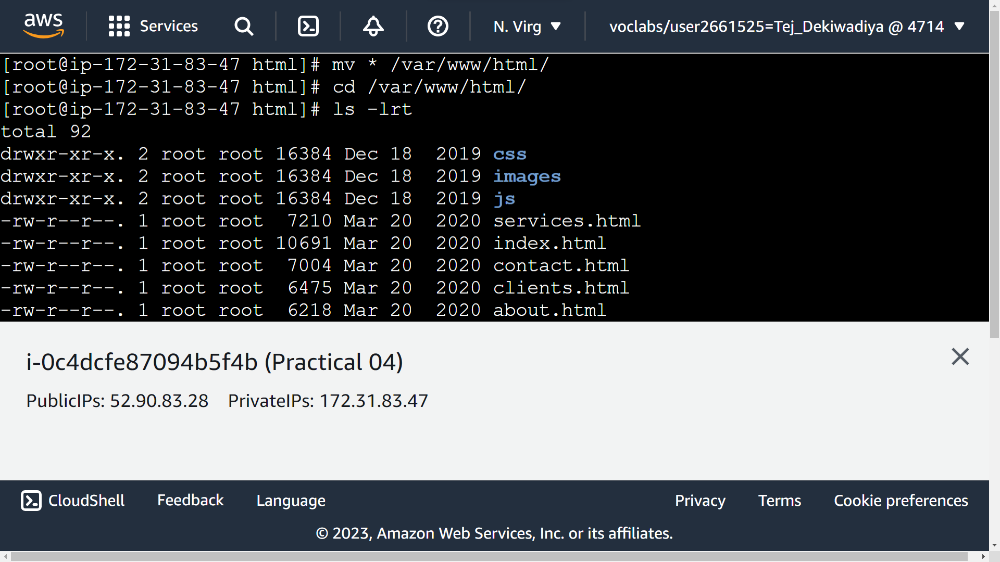 aws Services N. Virg voclabs/user2661525=Tej_Dekiwadiya @ 4714
[root@ip-172-31-83-47 html]# mv * /var/www/html/
[root@ip-172-31-83-47 html]# cd /var/www/html/
[root@ip-172-31-83-47 html]# ls -lrt
total 92
drwxr-xr-x. 2 root root 16384 Dec 18  2019 css
drwxr-xr-x. 2 root root 16384 Dec 18  2019 images
drwxr-xr-x. 2 root root 16384 Dec 18  2019 js
-rw-r--r--. 1 root root  7210 Mar 20  2020 services.html
-rw-r--r--. 1 root root 10691 Mar 20  2020 index.html
-rw-r--r--. 1 root root  7004 Mar 20  2020 contact.html
-rw-r--r--. 1 root root  6475 Mar 20  2020 clients.html
-rw-r--r--. 1 root root  6218 Mar 20  2020 about.html
i-0c4dcfe87094b5f4b (Practical 04)
PublicIPs: 52.90.83.28 PrivateIPs: 172.31.83.47
CloudShell Feedback Language Privacy Terms Cookie preferences
© 2023, Amazon Web Services, Inc. or its affiliates.